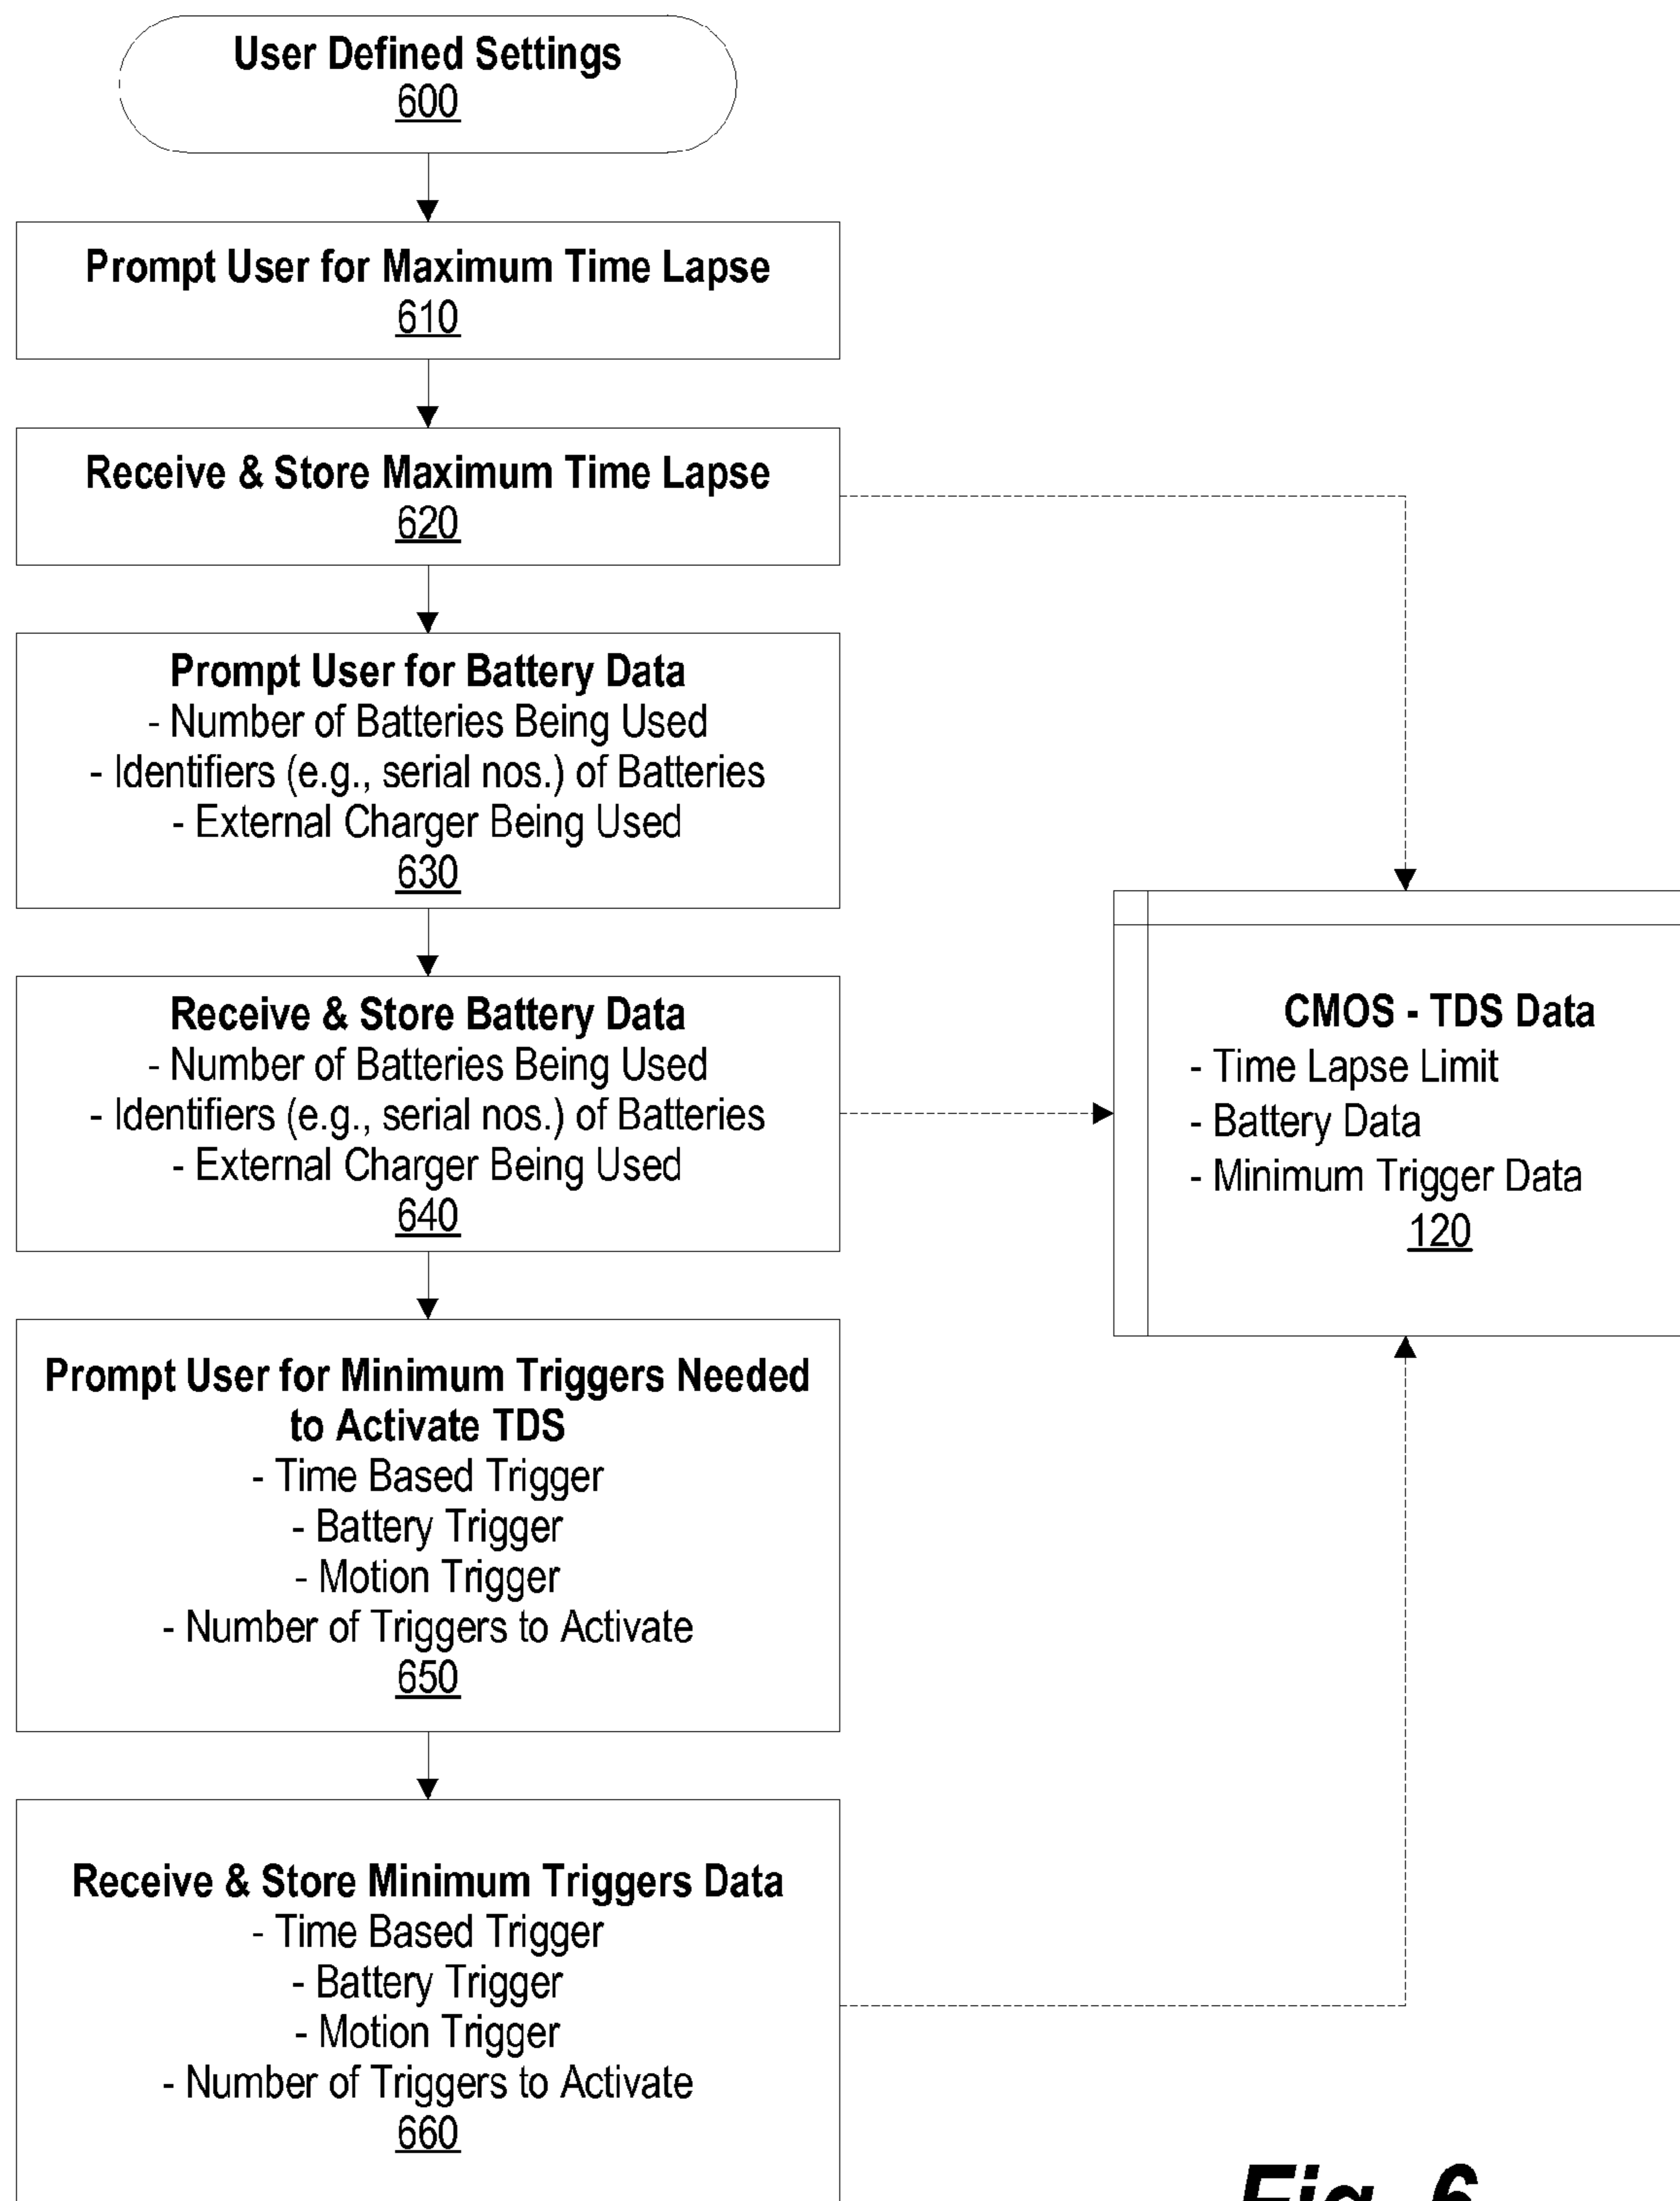 User Defined Settings
600
Prompt User for Maximum Time Lapse
610
Receive & Store Maximum Time Lapse
620
Prompt User for Battery Data
- Number of Batteries Being Used
- Identifiers (e.g., serial nos.) of Batteries
- External Charger Being Used
630
Receive & Store Battery Data
- Number of Batteries Being Used
- Identifiers (e.g., serial nos.) of Batteries
- External Charger Being Used
640
CMOS - TDS Data
- Time Lapse Limit
- Battery Data
- Minimum Trigger Data
120
Prompt User for Minimum Triggers Needed
to Activate TDS
- Time Based Trigger
- Battery Trigger
- Motion Trigger
- Number of Triggers to Activate
650
Receive & Store Minimum Triggers Data
- Time Based Trigger
- Battery Trigger
- Motion Trigger
- Number of Triggers to Activate
660
Fig. 6